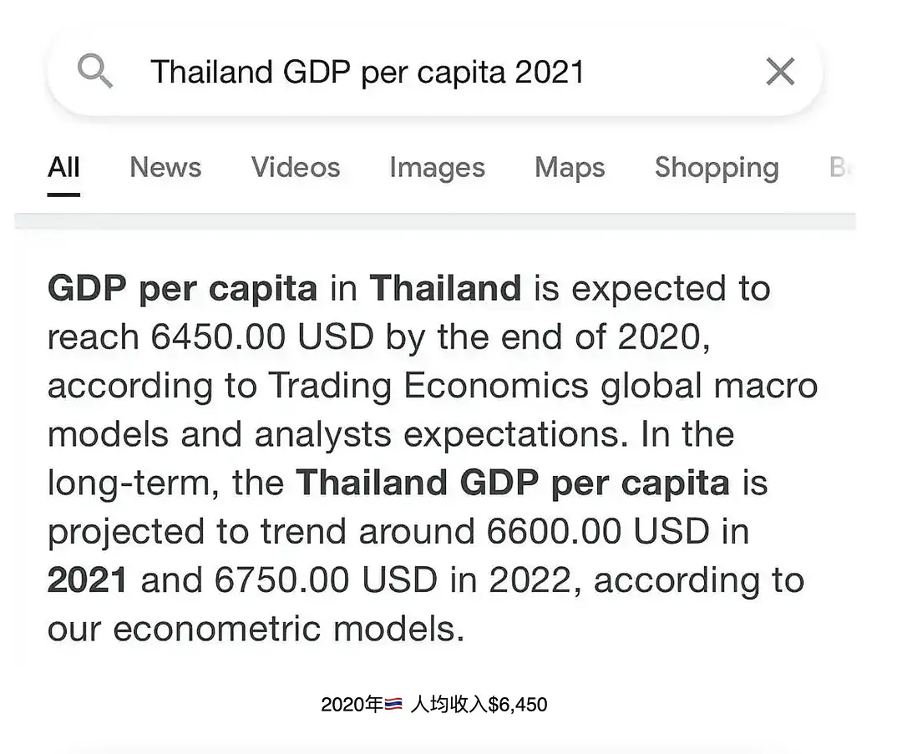 Thailand GDP per capita 2021
All News Videos Images Maps Shopping
GDP per capita in Thailand is expected to
reach 6450.00 USD by the end of 2020,
according to Trading Economics global macro
models and analysts expectations. In the
long-term, the Thailand GDP per capita is
projected to trend around 6600.00 USD in
2021 and 6750.00 USD in 2022, according to
our econometric models.
2020年🇹🇭 人均收入$6,450